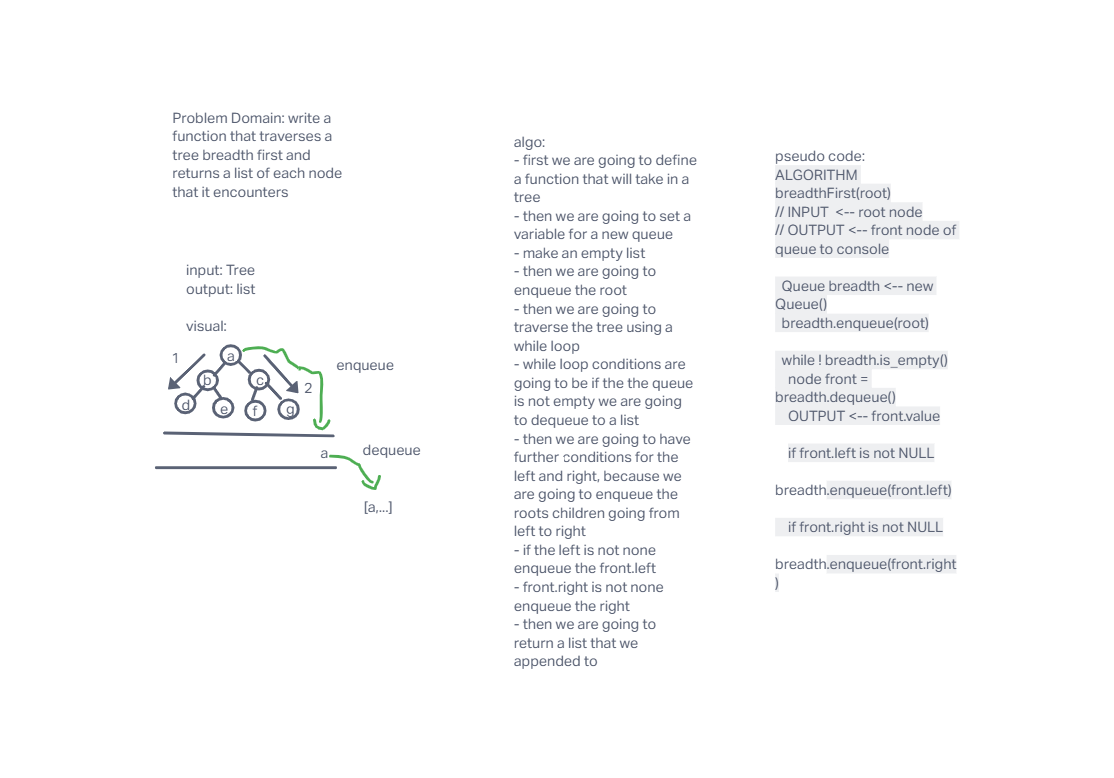 Problem Domain: write a
function that traverses a
tree breadth first and
returns a list of each node
that it encounters
input: Tree
output: list
visual:
1
a
enqueue
b
c
2
d
e
f
g
a
dequeue
[a,...]
algo:
- first we are going to define
a function that will take in a
tree
- then we are going to set a
variable for a new queue
- make an empty list
- then we are going to
enqueue the root
- then we are going to
traverse the tree using a
while loop
- while loop conditions are
going to be if the the queue
is not empty we are going
to dequeue to a list
- then we are going to have
further conditions for the
left and right, because we
are going to enqueue the
roots children going from
left to right
- if the left is not none
enqueue the front.left
- front.right is not none
enqueue the right
- then we are going to
return a list that we
appended to
pseudo code:
ALGORITHM
breadthFirst(root)
// INPUT <-- root node
// OUTPUT <-- front node of
queue to console
Queue breadth <-- new
Queue()
breadth.enqueue(root)
while ! breadth.is_empty()
node front =
breadth.dequeue()
OUTPUT <-- front.value
if front.left is not NULL
breadth.enqueue(front.left)
if front.right is not NULL
breadth.enqueue(front.right
)